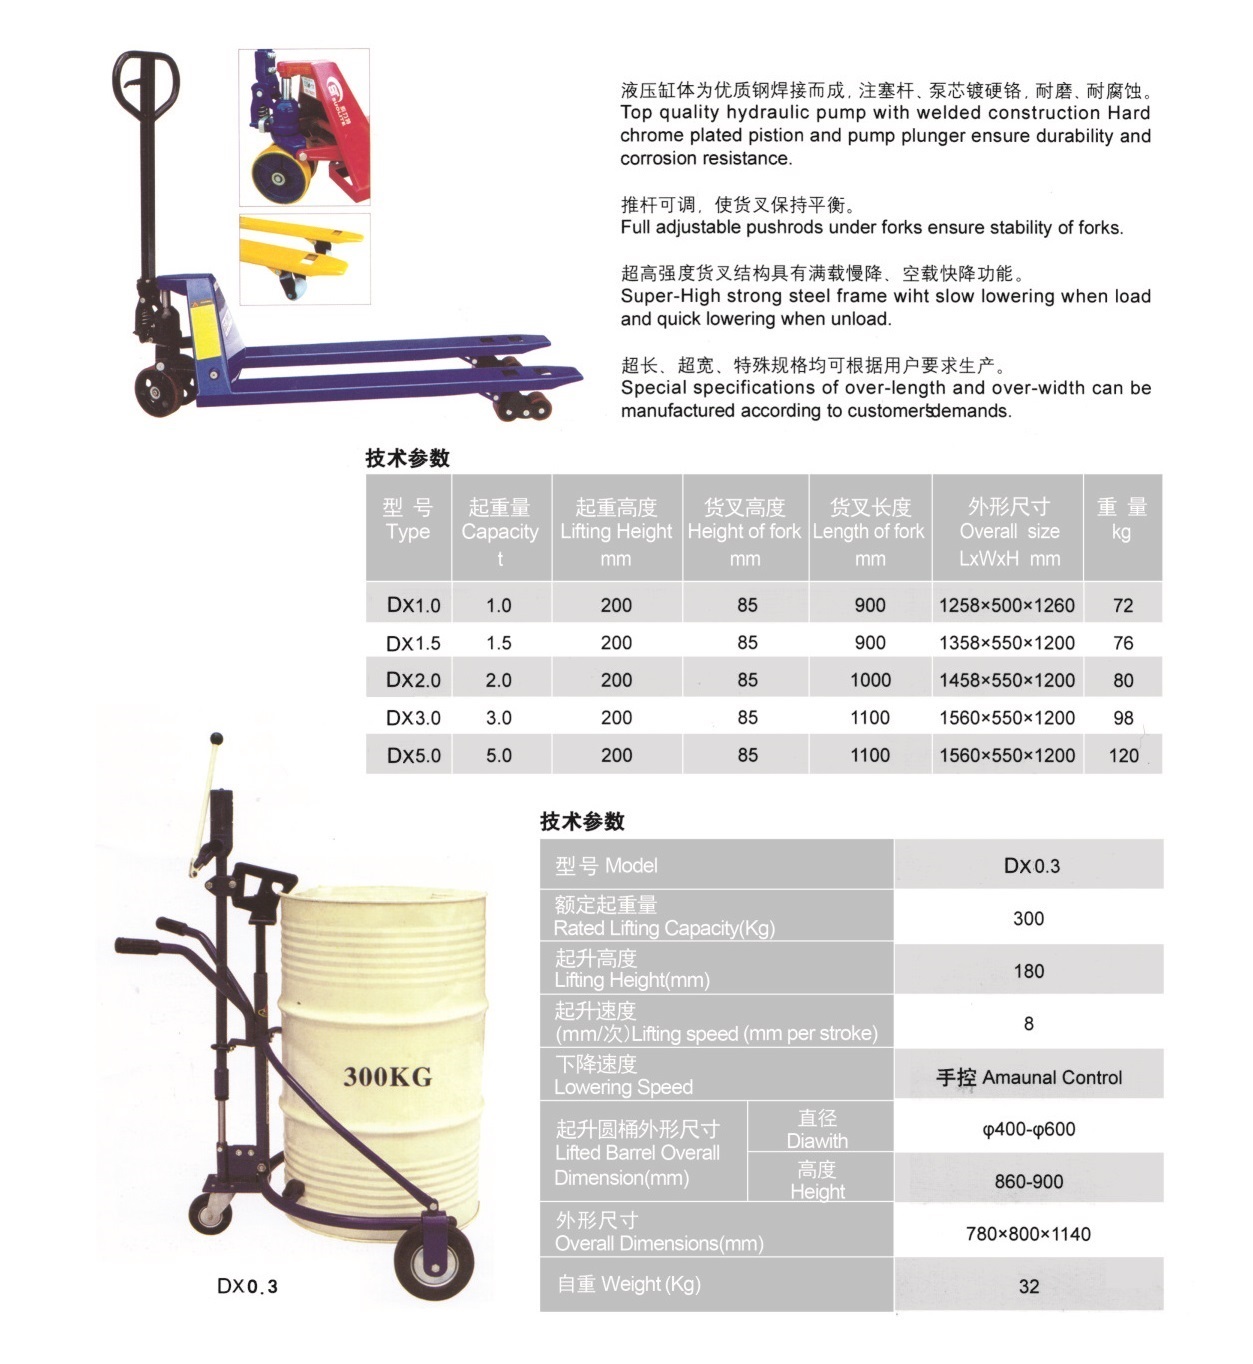 液压缸体为优质钢焊接而成, 注塞杆、泵芯镀硬铬, 耐磨、耐腐蚀。
Top quality hydraulic pump with welded construction Hard
chrome plated pistion and pump plunger ensure durability and
corrosion resistance.
推杆可调, 使货叉保持平衡。
Full adjustable pushrods under forks ensure stability of forks.
超高强度货叉结构具有满载慢降、空载快降功能。
Super-High strong steel frame wiht slow lowering when load
and quick lowering when unload.
超长、超宽、特殊规格均可根据用户要求生产。
Special specifications of over-length and over-width can be
manufactured according to customer'sdemands.
技术参数
型 号 起重量 起重高度 货叉高度 货叉长度 外形尺寸 重 量
Type Capacity Lifting Height Height of fork Length of fork Overall size kg
t mm mm mm LxWxH mm
DX1.0 1.0 200 85 900 1258×500×1260 72
DX1.5 1.5 200 85 900 1358×550×1200 76
DX2.0 2.0 200 85 1000 1458×550×1200 80
DX3.0 3.0 200 85 1100 1560×550×1200 98
DX5.0 5.0 200 85 1100 1560×550×1200 120
300KG
DX0.3
技术参数
型号 Model DX0.3
额定起重量
Rated Lifting Capacity(Kg) 300
起升高度
Lifting Height(mm) 180
起升速度
(mm/次)Lifting speed (mm per stroke) 8
下降速度
Lowering Speed 手控 Amaunal Control
起升圆桶外形尺寸
Lifted Barrel Overall
Dimension(mm)
直径
Diawith φ400-φ600
高度
Height 860-900
外形尺寸
Overall Dimensions(mm) 780×800×1140
自重 Weight (Kg) 32